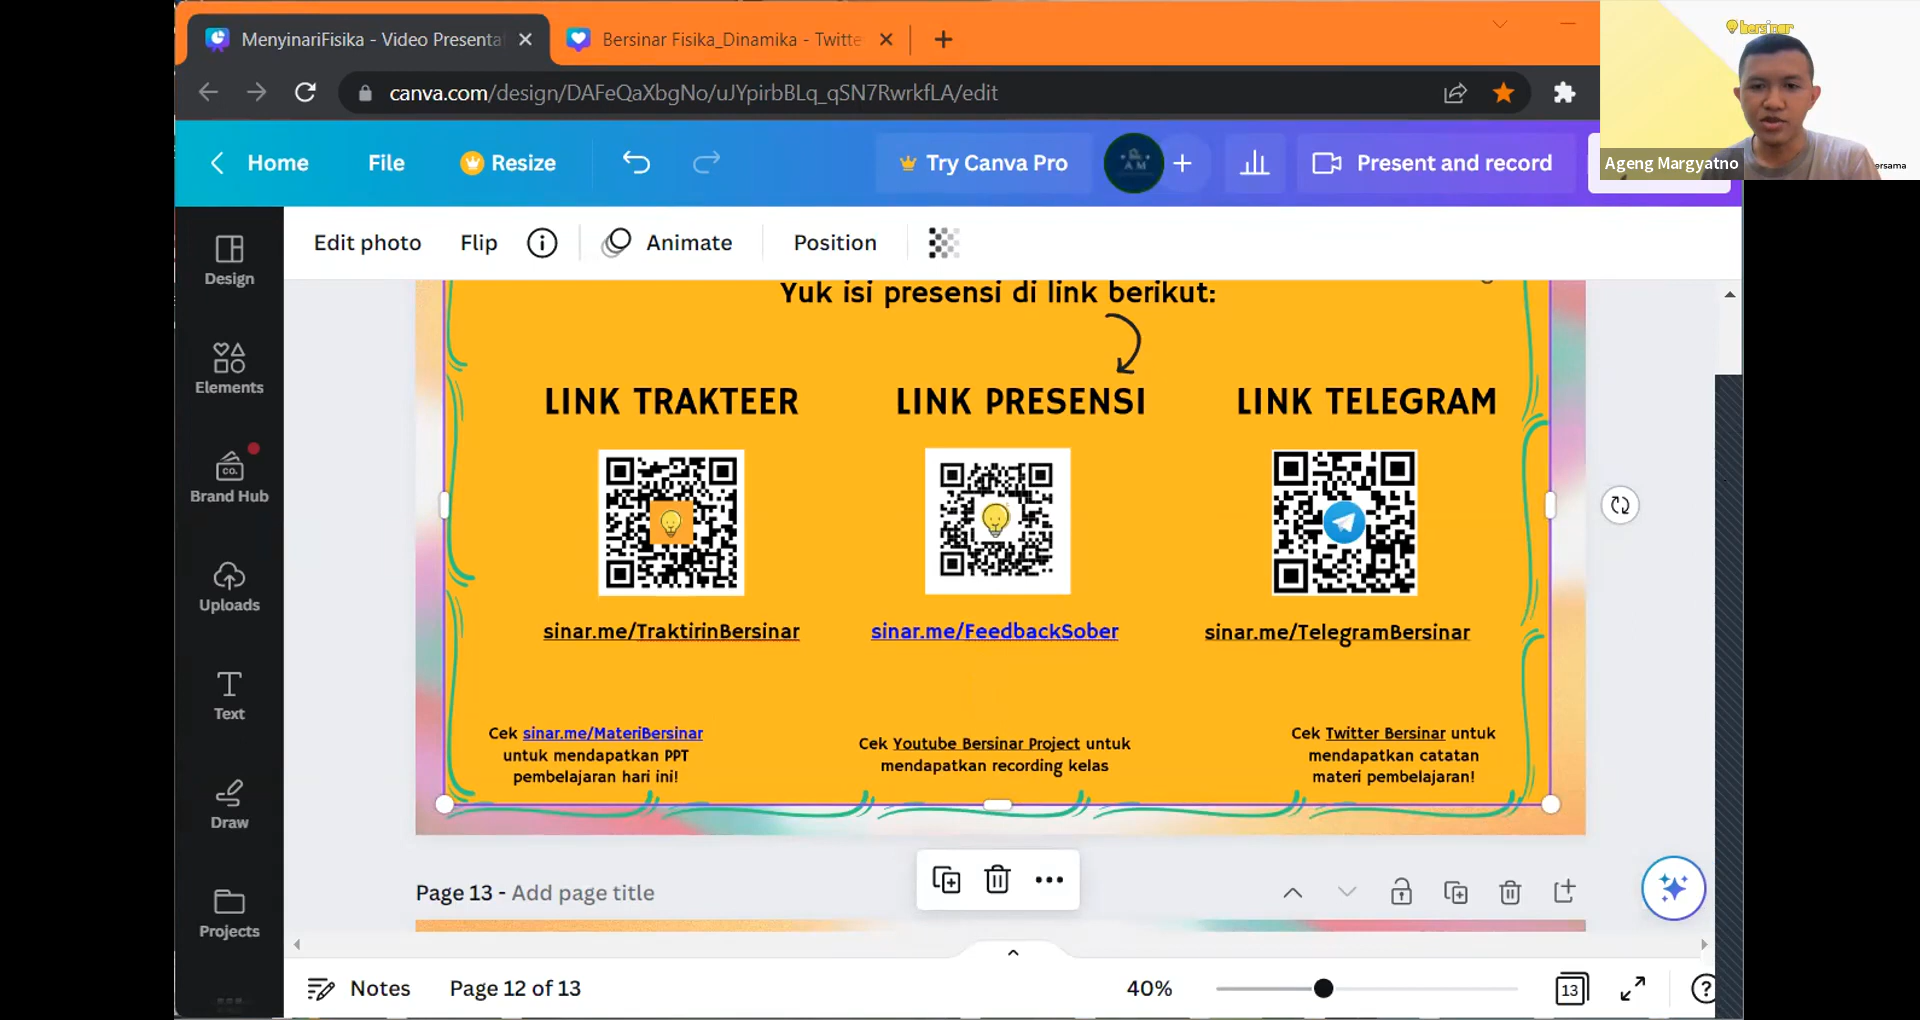 MenyinariFisika - Video Presenta
Bersinar Fisika_Dinamika - Twitte
canva.com/design/DAFeQaXbgNo/uJYpirbBLq_qSN7RwrkfLA/edit
bersinar
Ageng Margyatno
ersama
Home
File
Resize
Try Canva Pro
Present and record
Edit photo
Flip
Animate
Position
Design
Elements
Brand Hub
Uploads
Text
Draw
Projects
Yuk isi presensi di link berikut:
LINK TRAKTEER
LINK PRESENSI
LINK TELEGRAM
sinar.me/TraktirinBersinar
sinar.me/FeedbackSober
sinar.me/TelegramBersinar
Cek sinar.me/MateriBersinar
untuk mendapatkan PPT
pembelajaran hari ini!
Cek Youtube Bersinar Project untuk
mendapatkan recording kelas
Cek Twitter Bersinar untuk
mendapatkan catatan
materi pembelajaran!
Page 13 - Add page title
Notes
Page 12 of 13
40%
13